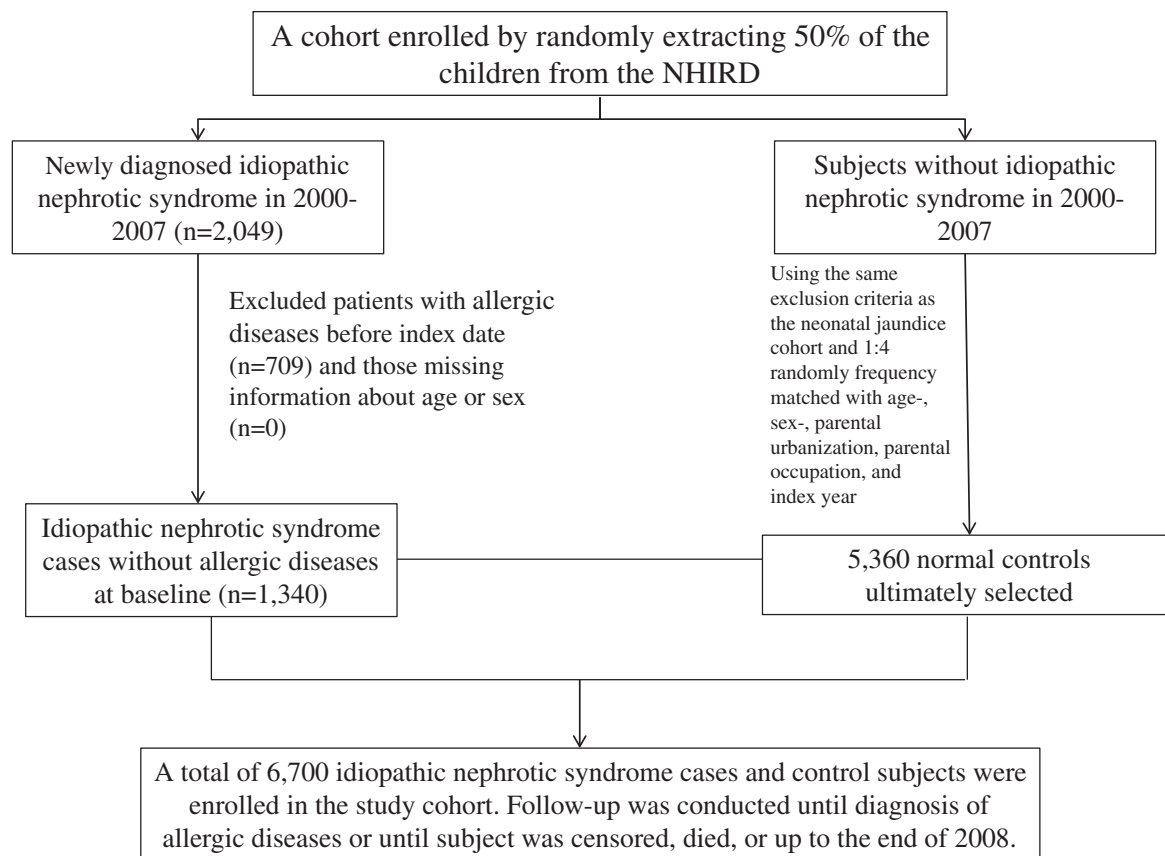 A cohort enrolled by randomly extracting 50% of the
children from the NHIRD
Newly diagnosed idiopathic
nephrotic syndrome in 2000-
2007 (n=2,049)
Subjects without idiopathic
nephrotic syndrome in 2000-
2007
Excluded patients with allergic
diseases before index date
(n=709) and those missing
information about age or sex
(n=0)
Using the same
exclusion criteria as
the neonatal jaundice
cohort and 1:4
randomly frequency
matched with age-,
sex-, parental
urbanization, parental
occupation, and
index year
Idiopathic nephrotic syndrome
cases without allergic diseases
at baseline (n=1,340)
5,360 normal controls
ultimately selected
A total of 6,700 idiopathic nephrotic syndrome cases and control subjects were
enrolled in the study cohort. Follow-up was conducted until diagnosis of
allergic diseases or until subject was censored, died, or up to the end of 2008.